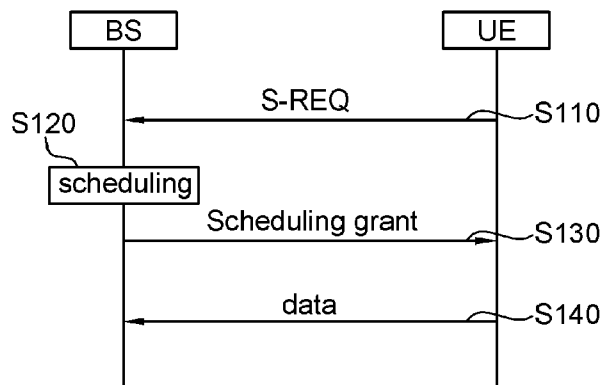 BS
UE
S-REQ
S110
S120
scheduling
Scheduling grant
S130
data
S140